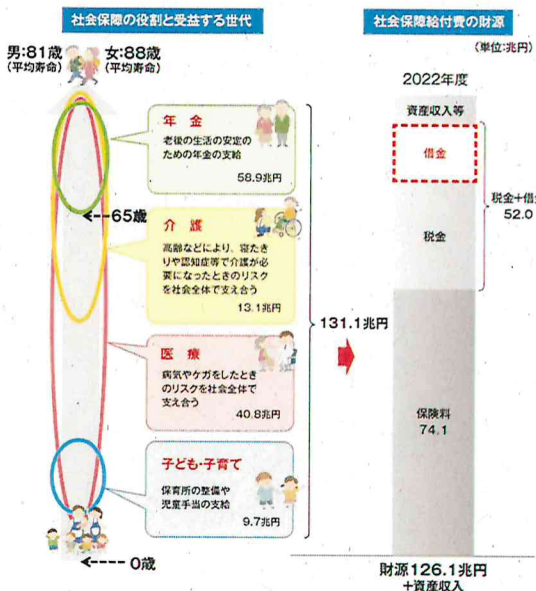 社会保障の役割と受益する世代
男:81歳
(平均寿命)
女:88歳
(平均寿命)
年 金
老後の生活の安定の
ための年金の支給
58.9兆円
65歳
介 護
高齢などにより、寝たき
りや認知症等で介護が必
要になったときのリスク
を社会全体で支え合う
13.1兆円
医 療
病気やケガをしたとき
のリスクを社会全体で
支え合う
40.8兆円
子ども・子育て
保育所の整備や
児童手当の支給
9.7兆円
0歳
131.1兆円
社会保障給付費の財源
(単位:兆円)
2022年度
資産収入等
借金
税金
税金+借金
52.0
保険料
74.1
財源126.1兆円
+資産収入